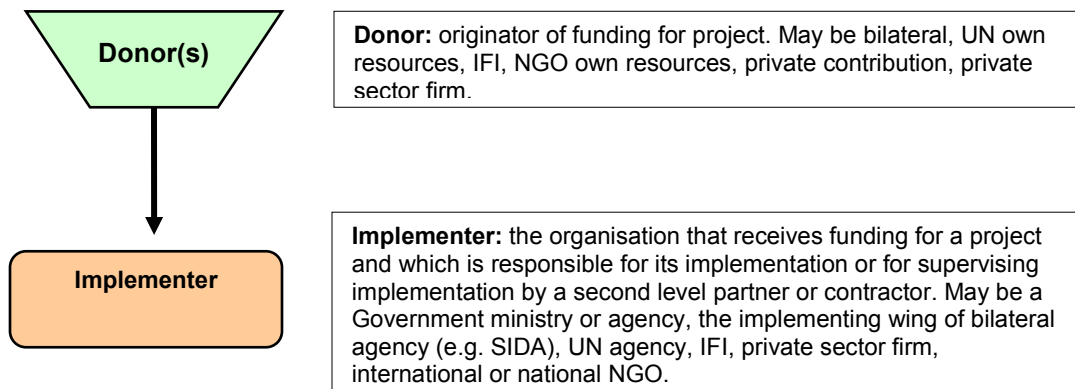 Donor(s)
Donor: originator of funding for project. May be bilateral, UN own
resources, IFI, NGO own resources, private contribution, private
sector firm.
Implementer
Implementer: the organisation that receives funding for a project
and which is responsible for its implementation or for supervising
implementation by a second level partner or contractor. May be a
Government ministry or agency, the implementing wing of bilateral
agency (e.g. SIDA), UN agency, IFI, private sector firm,
international or national NGO.